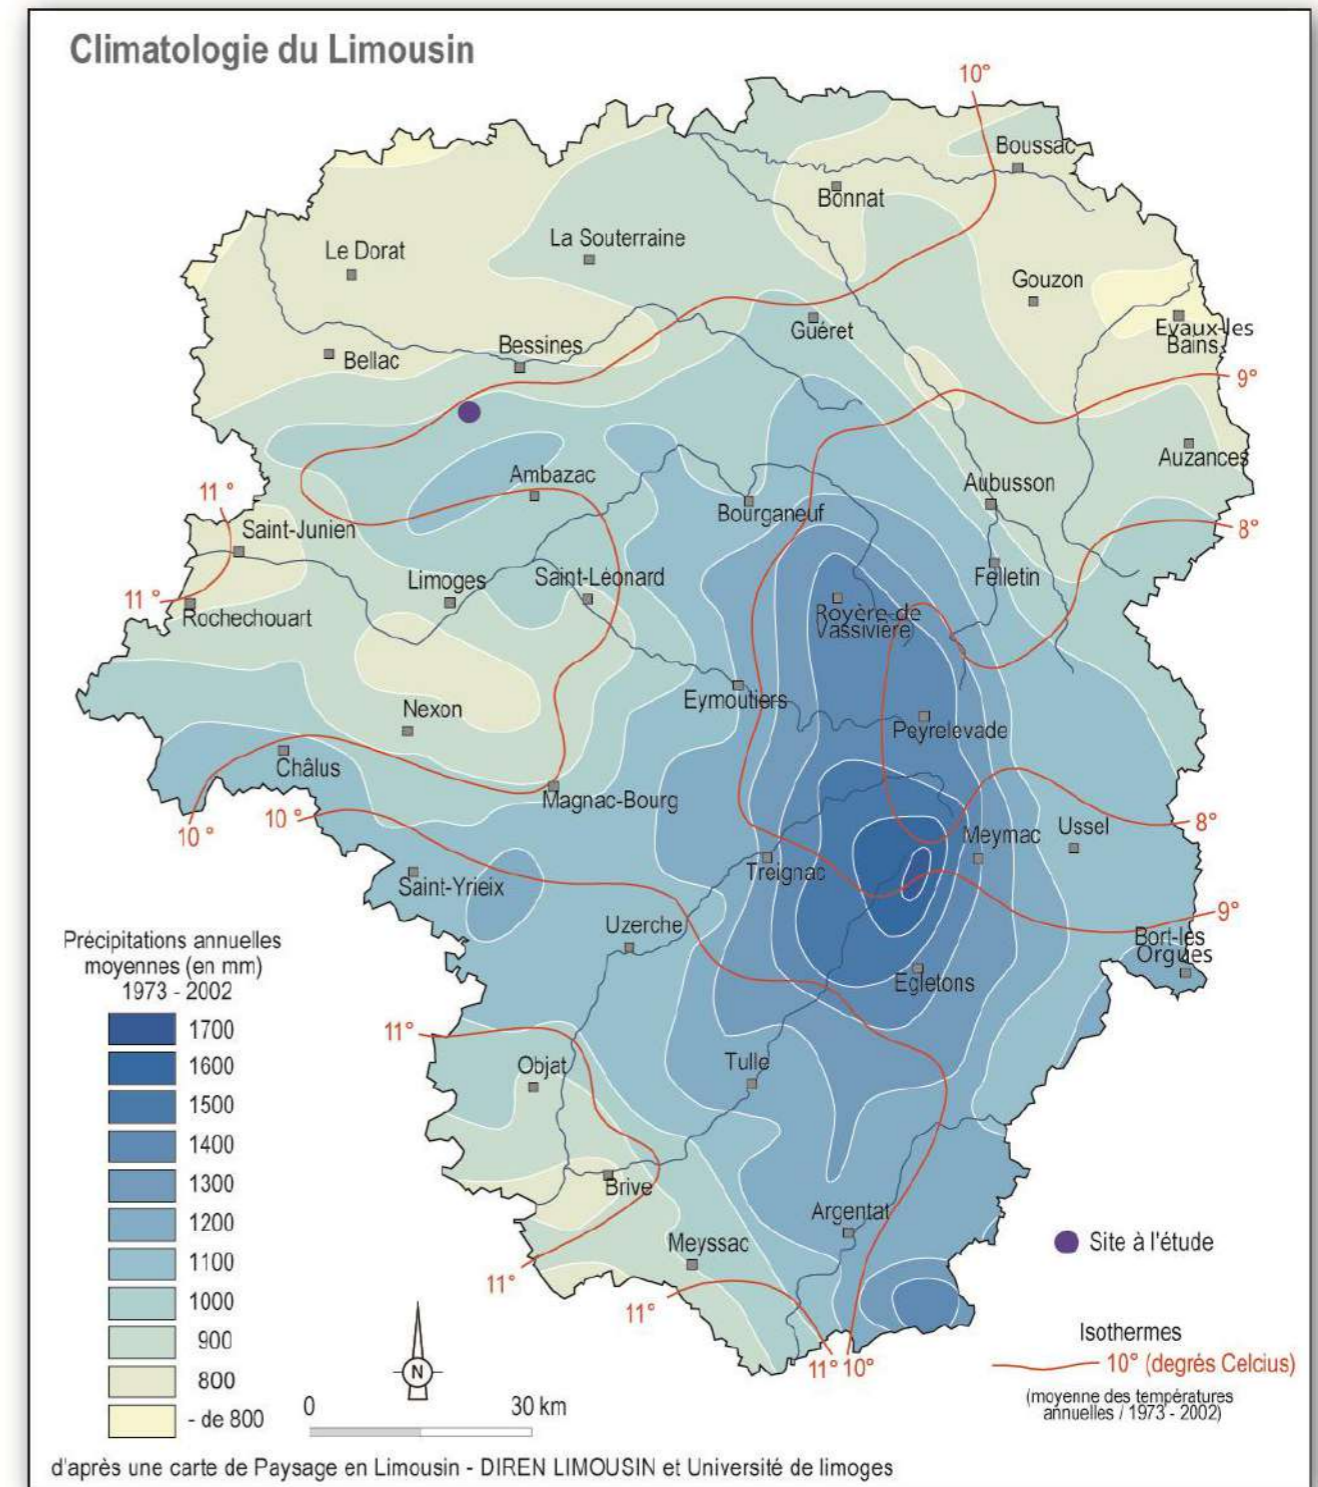 Climatologie du Limousin
10°
Boussac
Bonnat
La Souterraine
Le Dorat
Gouzon
Guéret
Evaux-les
Bains
Bessines
Bellac
9°
Auzances
Ambazac
Aubusson
11 °
Bourganeuf
8°
Saint-Junien
Limoges
Saint-Léonard
Felletin
11 °
Rochechouart
Royère-de
Vassivière
Eymoutiers
Nexon
Peyrelevade
Châlus
Magnac-Bourg
10 °
10 °
8°
Meymac
Ussel
Treignac
Saint-Yrieix
9°
Uzerche
Bort-les
Orgues
Egletons
Précipitations annuelles
moyennes (en mm)
1973 - 2002
1700
1600
1500
1400
1300
1200
1100
1000
900
800
- de 800
11°
Objat
Tulle
Brive
Argentat
Meyssac
11°
11°
11°
10°
Site à l'étude
Isothermes
10° (degrés Celcius)
(moyenne des températures
annuelles / 1973 - 2002)
N
0
30 km
d'après une carte de Paysage en Limousin - DIREN LIMOUSIN et Université de limoges